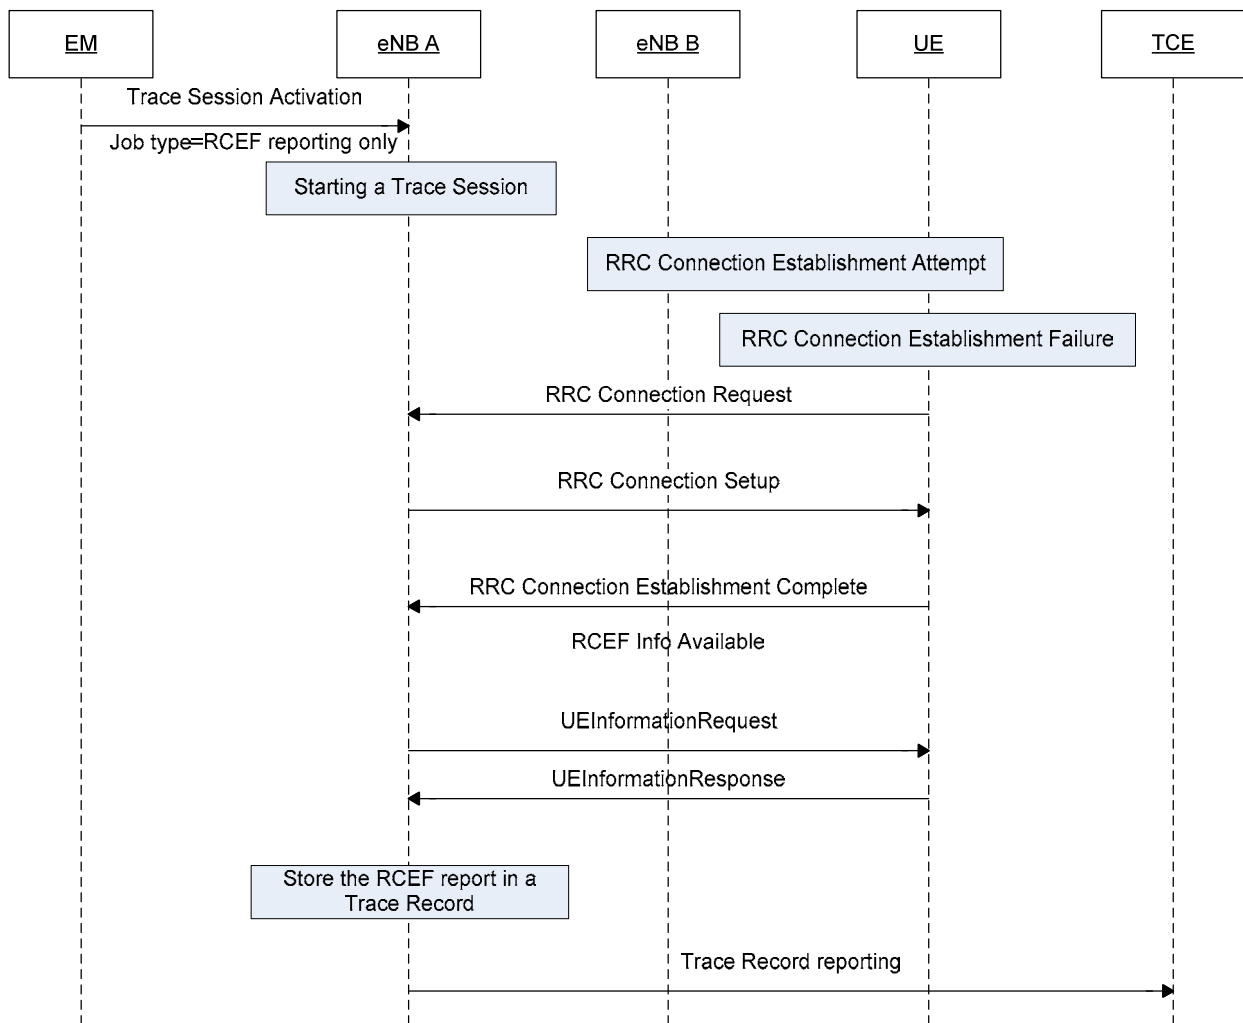 EM
eNB A
eNB B
UE
TCE
Trace Session Activation
Job type=RCEF reporting only
Starting a Trace Session
RRC Connection Establishment Attempt
RRC Connection Establishment Failure
RRC Connection Request
RRC Connection Setup
RRC Connection Establishment Complete
RCEF Info Available
UEInformationRequest
UEInformationResponse
Store the RCEF report in a
Trace Record
Trace Record reporting